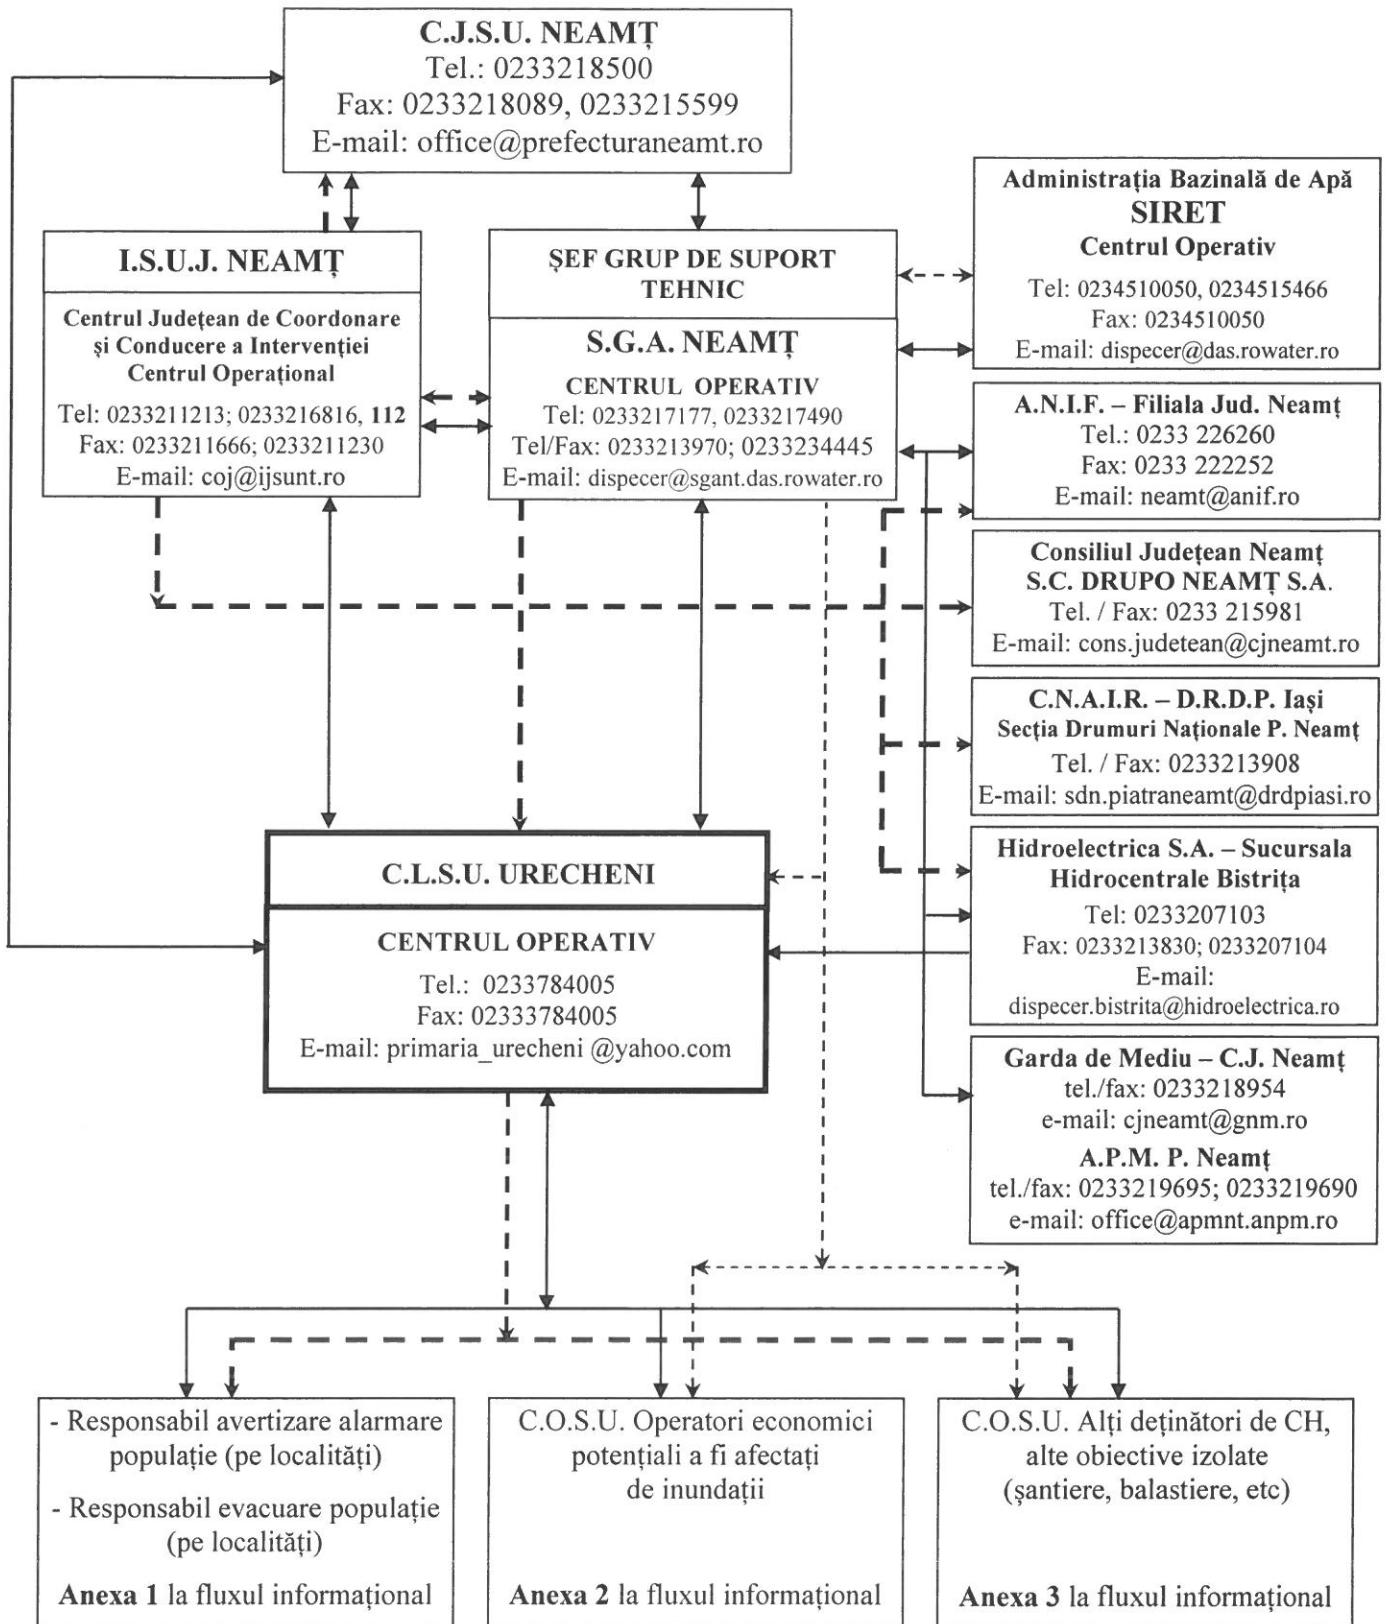 C.J.S.U. NEAMȚ
Tel.: 0233218500
Fax: 0233218089, 0233215599
E-mail: office@prefecturaneamt.ro
I.S.U.J. NEAMȚ
Centrul Județean de Coordonare
și Conducere a Intervenției
Centrul Operațional
Tel: 0233211213; 0233216816, 112
Fax: 0233211666; 0233211230
E-mail: coj@ijsunt.ro
ȘEF GRUP DE SUPORT
TEHNIC
S.G.A. NEAMȚ
CENTRUL OPERATIV
Tel: 0233217177, 0233217490
Tel/Fax: 0233213970; 0233234445
E-mail: dispecer@sgant.das.rowater.ro
Administrația Bazinală de Apă
SIRET
Centrul Operativ
Tel: 0234510050, 0234515466
Fax: 0234510050
E-mail: dispecer@das.rowater.ro
A.N.I.F. – Filiala Jud. Neamț
Tel.: 0233 226260
Fax: 0233 222252
E-mail: neamt@anif.ro
Consiliul Județean Neamț
S.C. DRUPO NEAMȚ S.A.
Tel. / Fax: 0233 215981
E-mail: cons.judetean@cjneamt.ro
C.N.A.I.R. – D.R.D.P. Iași
Secția Drumuri Naționale P. Neamț
Tel. / Fax: 0233213908
E-mail: sdn.piatraneamt@drdpiasi.ro
Hidroelectrica S.A. – Sucursala
Hidrocentrale Bistrița
Tel: 0233207103
Fax: 0233213830; 0233207104
E-mail:
dispecer.bistrita@hidroelectrica.ro
Garda de Mediu – C.J. Neamț
tel./fax: 0233218954
e-mail: cjneamt@gnm.ro
A.P.M. P. Neamț
tel./fax: 0233219695; 0233219690
e-mail: office@apmnt.anpm.ro
C.L.S.U. URECHENI
CENTRUL OPERATIV
Tel.: 0233784005
Fax: 02333784005
E-mail: primaria_urecheni @yahoo.com
- Responsabil avertizare alarmare
populație (pe localități)
- Responsabil evacuare populație
(pe localități)
Anexa 1 la fluxul informațional
C.O.S.U. Operatori economici
potențiali a fi afectați
de inundații
Anexa 2 la fluxul informațional
C.O.S.U. Alți deținători de CH,
alte obiective izolate
(șantiere, balastiere, etc)
Anexa 3 la fluxul informațional